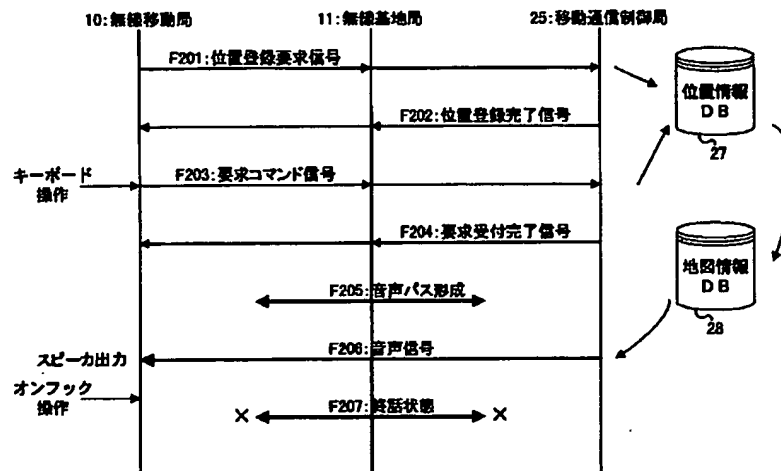 10:無線移動局
11:無線基地局
25:移動通信制御局
F201:位置登録要求信号
位置情報
DB
27
F202:位置登録完了信号
キーボード
操作
F203:要求コマンド信号
F204:要求受付完了信号
地図情報
DB
28
F205:音声パス形成
スピーカ出力
F206:音声信号
オンフック
操作
F207:終話状態